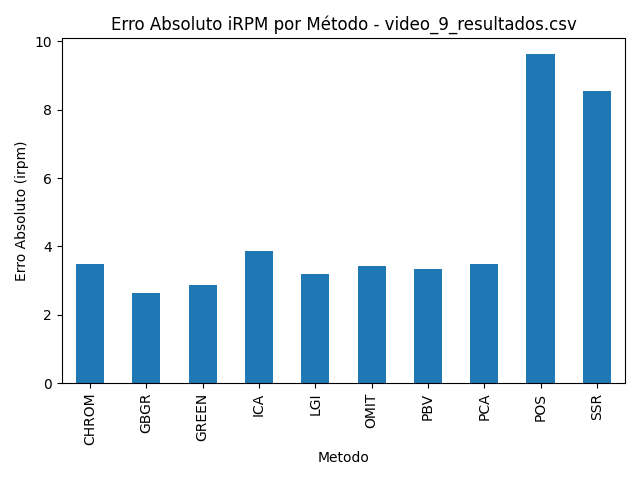 Erro Absoluto iRPM por Método - video_9_resultados.csv
10
8
6
4
2
0
Erro Absoluto (irpm)
CHROM
GBGR
GREEN
ICA
LGI
OMIT
PBV
PCA
POS
SSR
Metodo